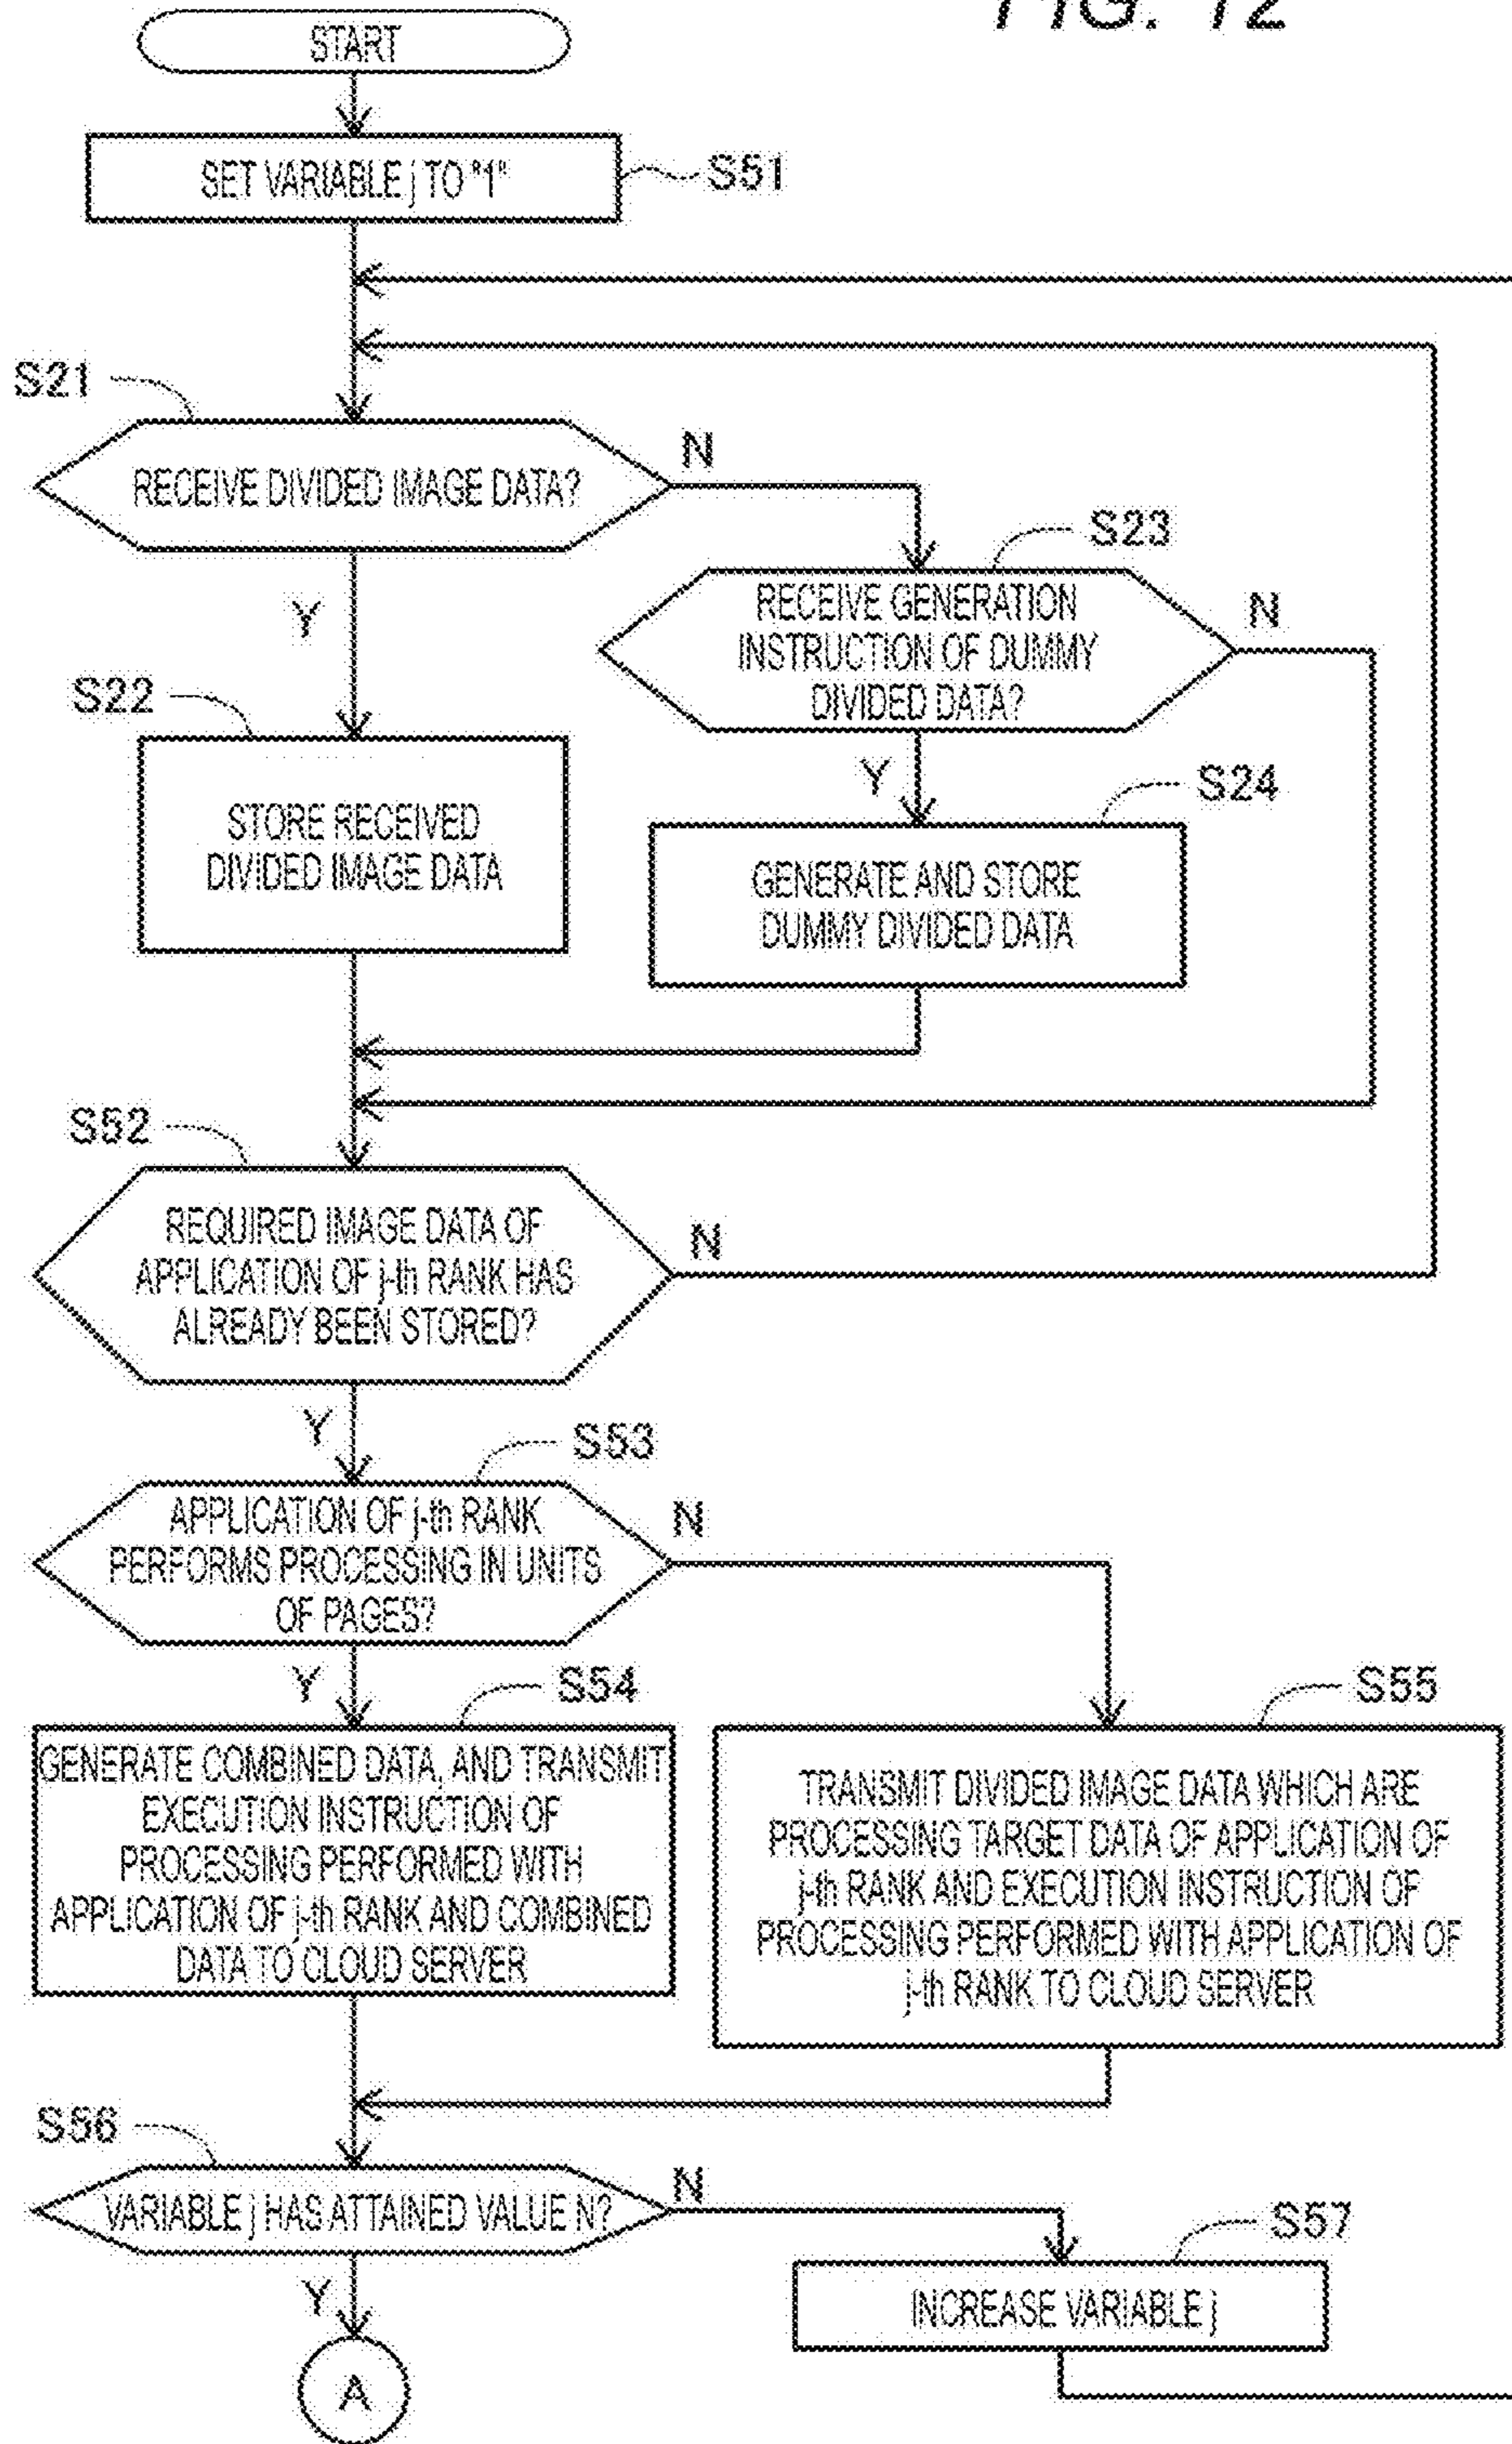 FIG. 12
START
SET VARIABLE j TO "1"
S51
S21
RECEIVE DIVIDED IMAGE DATA?
N
Y
S23
RECEIVE GENERATION
INSTRUCTION OF DUMMY
DIVIDED DATA?
N
Y
S22
STORE RECEIVED
DIVIDED IMAGE DATA
S24
GENERATE AND STORE
DUMMY DIVIDED DATA
S52
REQUIRED IMAGE DATA OF
APPLICATION OF j-th RANK HAS
ALREADY BEEN STORED?
N
Y
S53
APPLICATION OF j-th RANK
PERFORMS PROCESSING IN UNITS
OF PAGES?
N
Y
S54
GENERATE COMBINED DATA, AND TRANSMIT
EXECUTION INSTRUCTION OF
PROCESSING PERFORMED WITH
APPLICATION OF j-th RANK AND COMBINED
DATA TO CLOUD SERVER
S55
TRANSMIT DIVIDED IMAGE DATA WHICH ARE
PROCESSING TARGET DATA OF APPLICATION OF
j-th RANK AND EXECUTION INSTRUCTION OF
PROCESSING PERFORMED WITH APPLICATION OF
j-th RANK TO CLOUD SERVER
S56
VARIABLE j HAS ATTAINED VALUE N?
N
Y
S57
INCREASE VARIABLE j
A